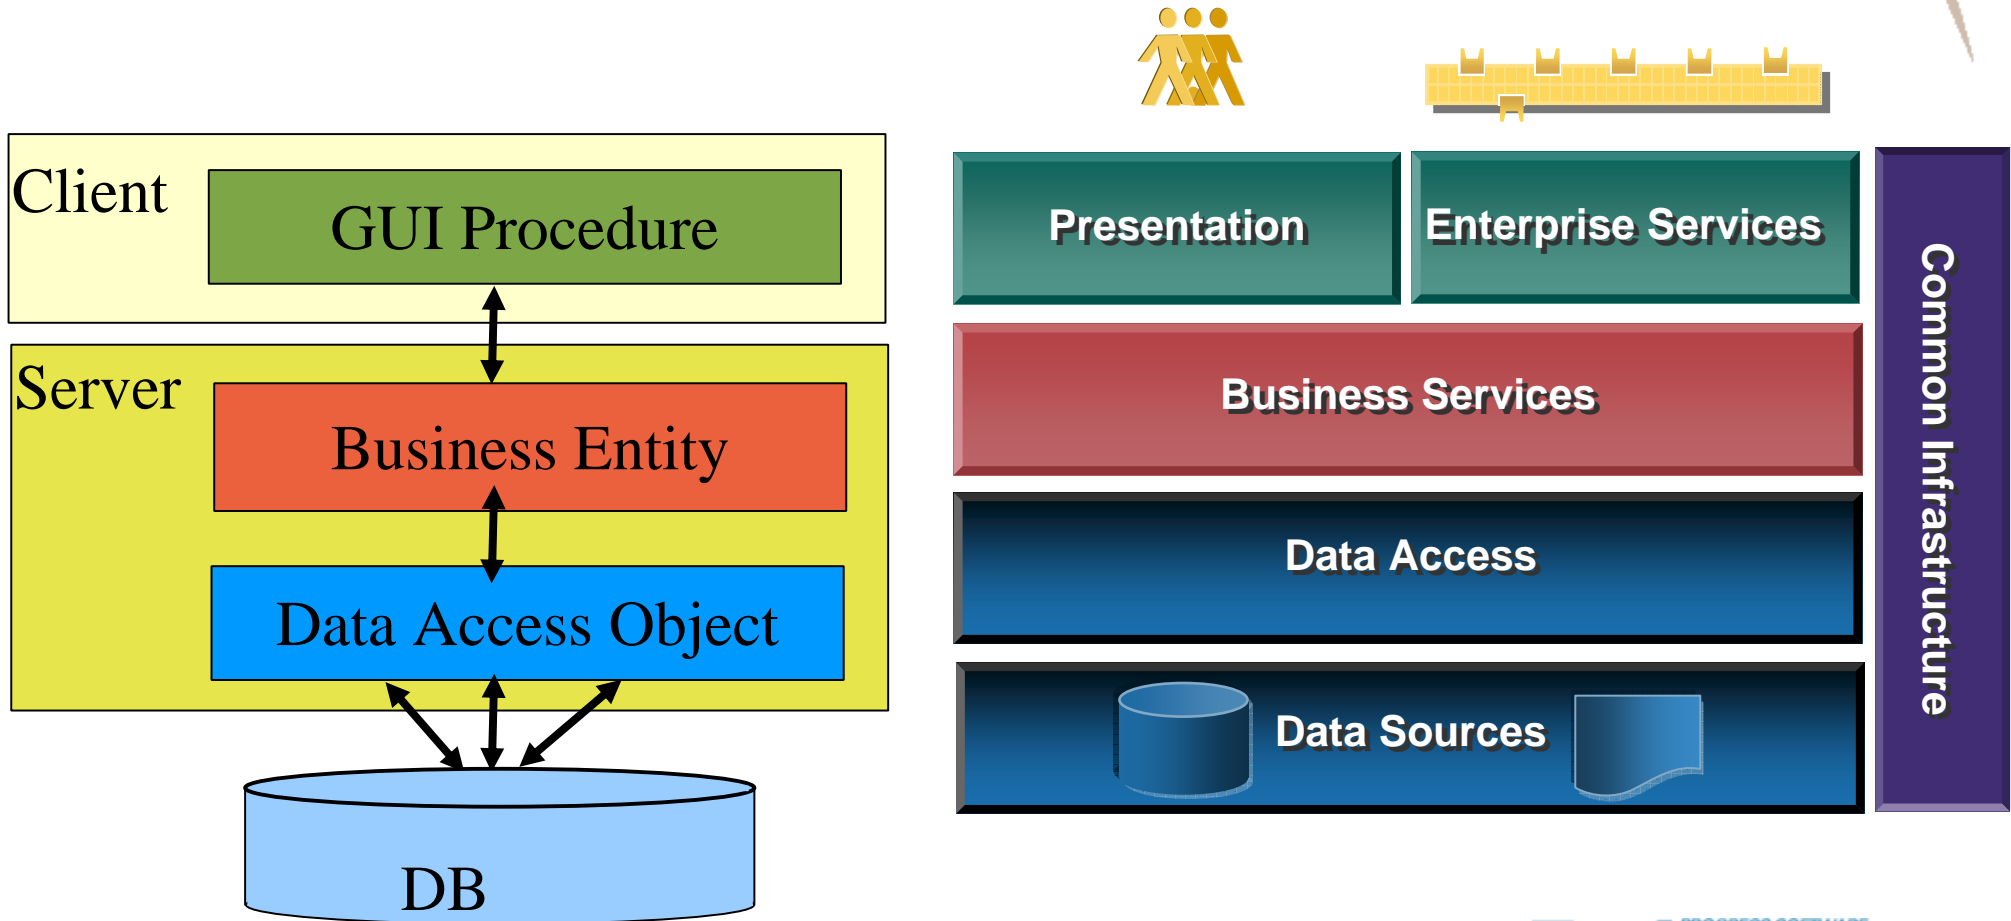 Client
GUI Procedure
Server
Business Entity
Data Access Object
DB
Presentation
Enterprise Services
Business Services
Data Access
Data Sources
Common Infrastructure